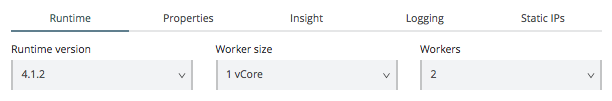 Runtime Properties Insight Logging Static IPs
Runtime version Worker size Workers
4.1.2 1 vCore 2